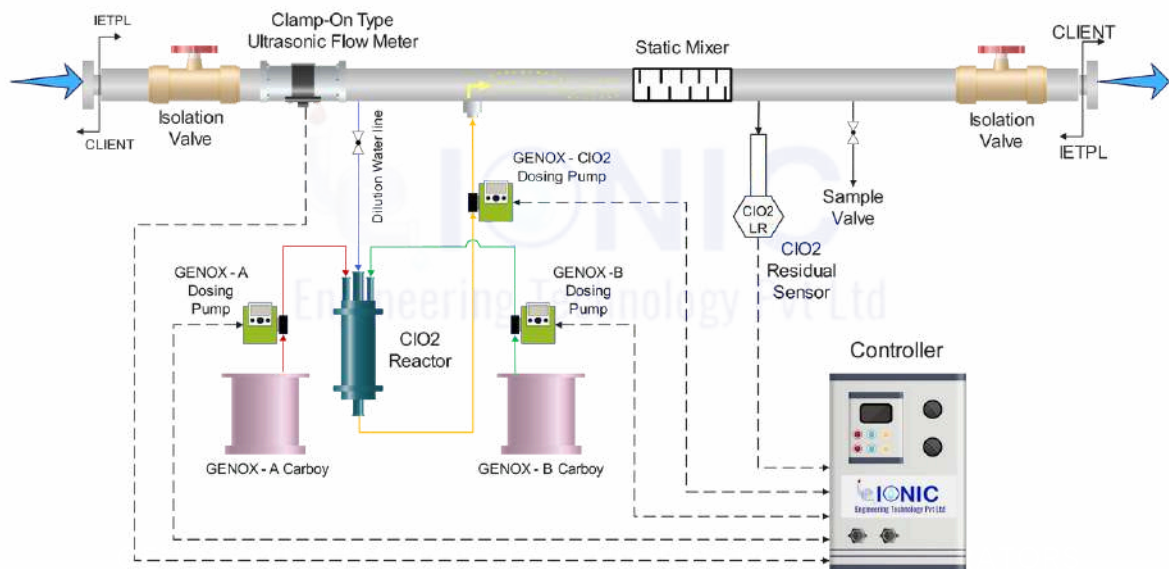 IETPL
CLIENT
Clamp-On Type
Ultrasonic Flow Meter
Static Mixer
CLIENT
IETPL
Isolation
Valve
Isolation
Valve
Dilution Water line
GENOX - ClO2
Dosing Pump
ClO2
LR
Sample
Valve
ClO2
Residual
Sensor
GENOX - A
Dosing
Pump
GENOX -B
Dosing
Pump
ClO2
Reactor
IONIC
Engineering Technology Pvt Ltd
GENOX - A Carboy
GENOX - B Carboy
Controller
IONIC
Engineering Technology Pvt Ltd